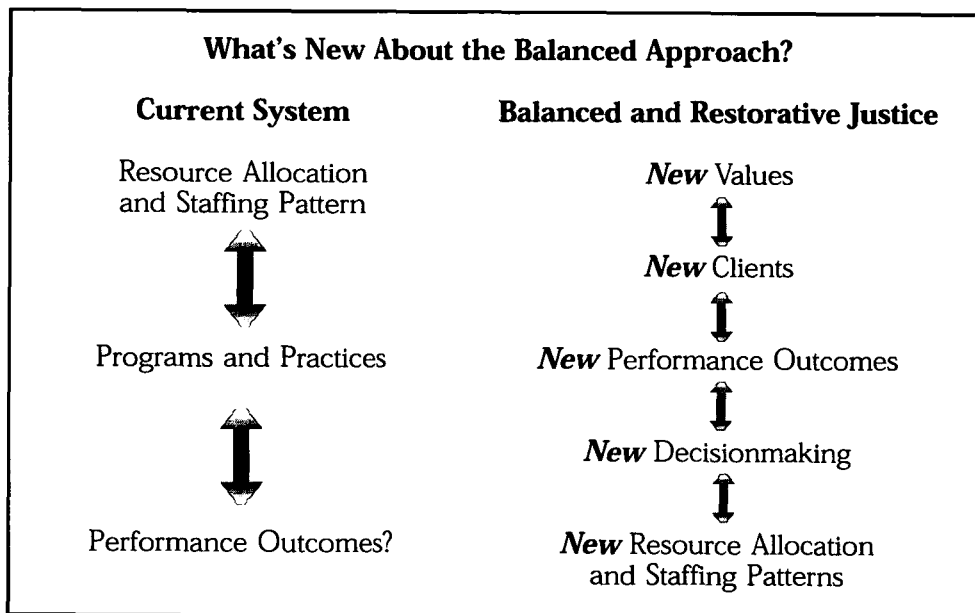 What's New About the Balanced Approach?
Current System
Resource Allocation
and Staffing Pattern
Programs and Practices
Performance Outcomes?
Balanced and Restorative Justice
New Values
New Clients
New Performance Outcomes
New Decisionmaking
New Resource Allocation
and Staffing Patterns